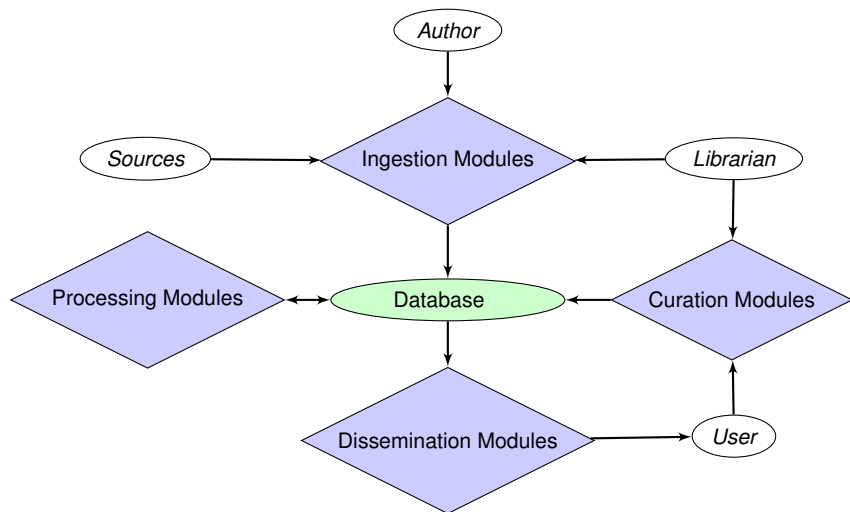 Author
Sources
Ingestion Modules
Librarian
Processing Modules
Database
Curation Modules
Dissemination Modules
User